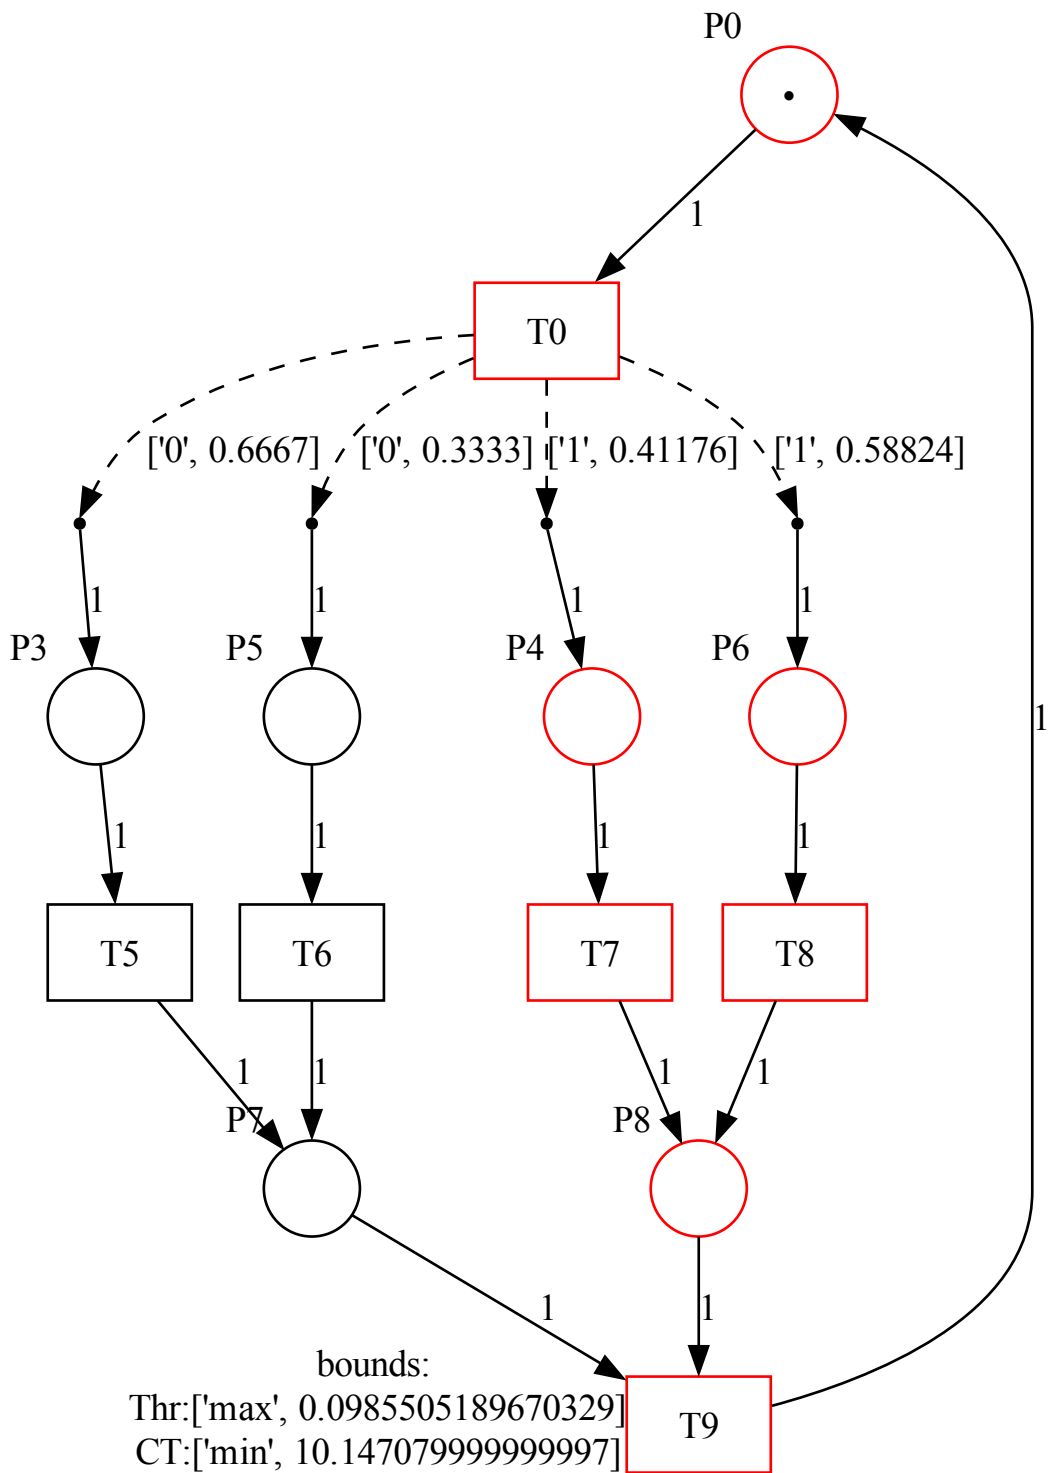 P0
1
T0
['0', 0.6667] ['0', 0.3333] ['1', 0.41176] ['1', 0.58824]
1 1 1 1
P3 P5 P4 P6
1
1 1 1 1
T5 T6 T7 T8
1 1 1 1
P7 P8
1 1
bounds:
Thr:['max', 0.0985505189670329]
CT:['min', 10.147079999999997]
T9